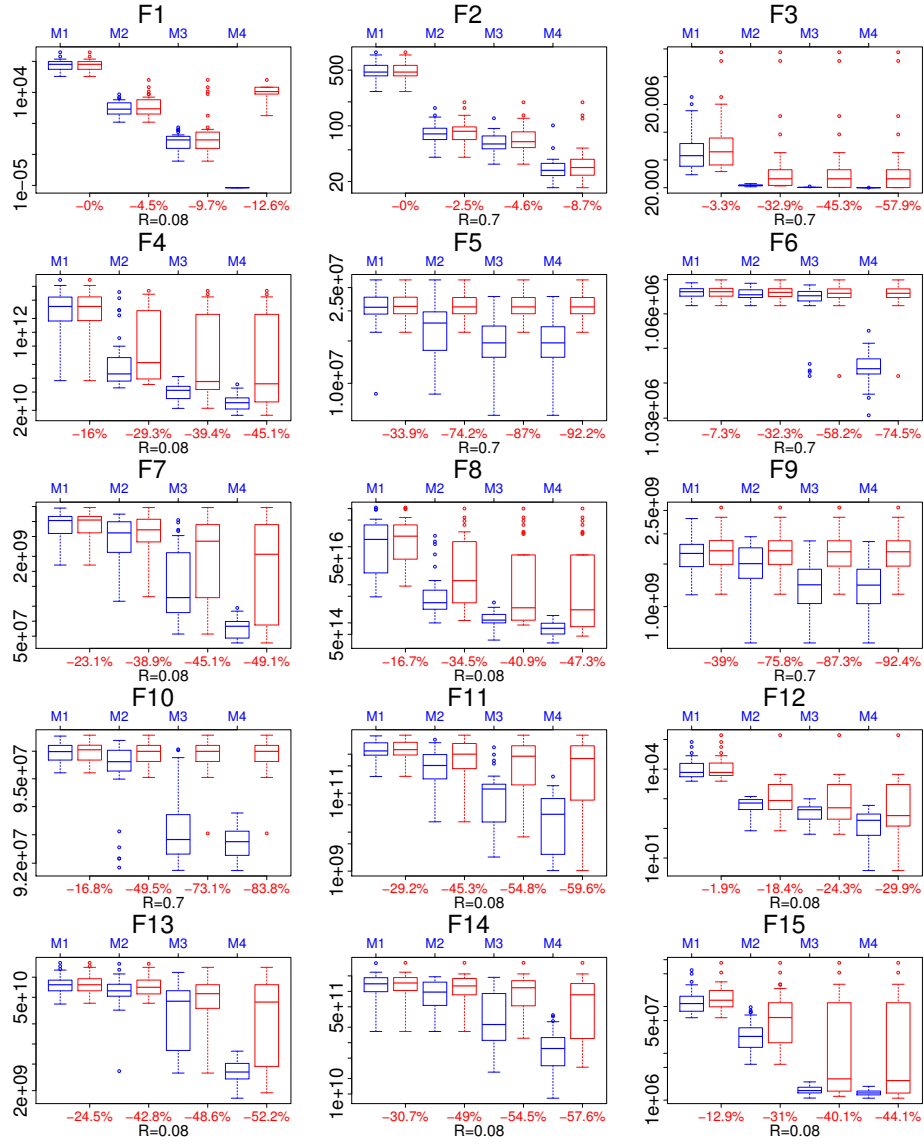 F1 F2 F3
M1 M2 M3 M4 M1 M2 M3 M4 M1 M2 M3 M4
1e+04 1e−05 500 100 20 20.006 20.000
−0% −4.5% −9.7% −12.6% −0% −2.5% −4.6% −8.7% −3.3% −32.9% −45.3% −57.9%
R=0.08 R=0.7 R=0.7
F4 F5 F6
M1 M2 M3 M4 M1 M2 M3 M4 M1 M2 M3 M4
1e+12 2e+10 2.5e+07 1.0e+07 1.06e+06 1.03e+06
−16% −29.3% −39.4% −45.1% −33.9% −74.2% −87% −92.2% −7.3% −32.3% −58.2% −74.5%
R=0.08 R=0.7 R=0.7
F7 F8 F9
M1 M2 M3 M4 M1 M2 M3 M4 M1 M2 M3 M4
2e+09 5e+07 5e+16 5e+14 2.5e+09 1.0e+09
−23.1% −38.9% −45.1% −49.1% −16.7% −34.5% −40.9% −47.3% −39% −75.8% −87.3% −92.4%
R=0.08 R=0.08 R=0.7
F10 F11 F12
M1 M2 M3 M4 M1 M2 M3 M4 M1 M2 M3 M4
9.5e+07 9.2e+07 1e+11 1e+09 1e+04 1e+01
−16.8% −49.5% −73.1% −83.8% −29.2% −45.3% −54.8% −59.6% −1.9% −18.4% −24.3% −29.9%
R=0.7 R=0.08 R=0.08
F13 F14 F15
M1 M2 M3 M4 M1 M2 M3 M4 M1 M2 M3 M4
5e+10 2e+09 5e+11 1e+10 5e+07 1e+06
−24.5% −42.8% −48.6% −52.2% −30.7% −49% −54.5% −57.6% −12.9% −31% −40.1% −44.1%
R=0.08 R=0.08 R=0.08